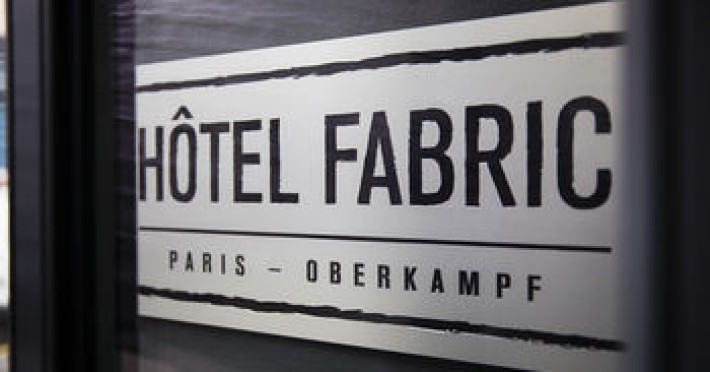 HÔTEL FABRIC
PARIS – OBERKAMPF